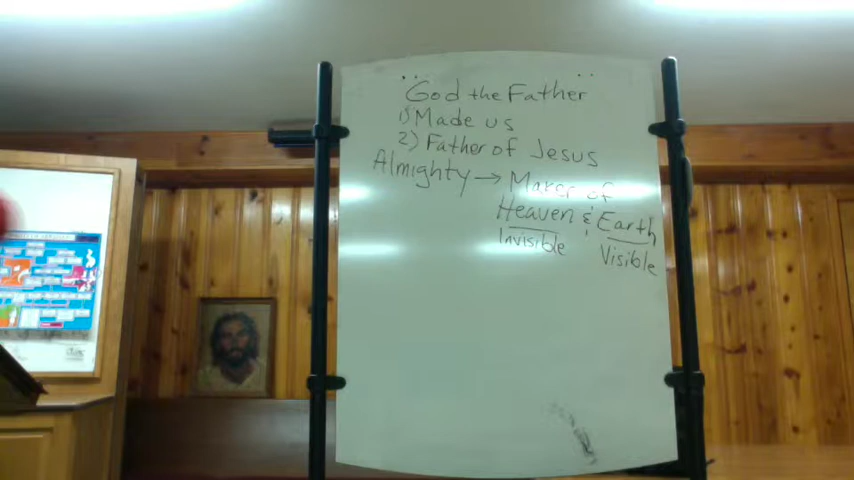 "God the Father"
1) Made us
2) Father of Jesus
Almighty → Maker of
Heaven & Earth
Invisible Visible